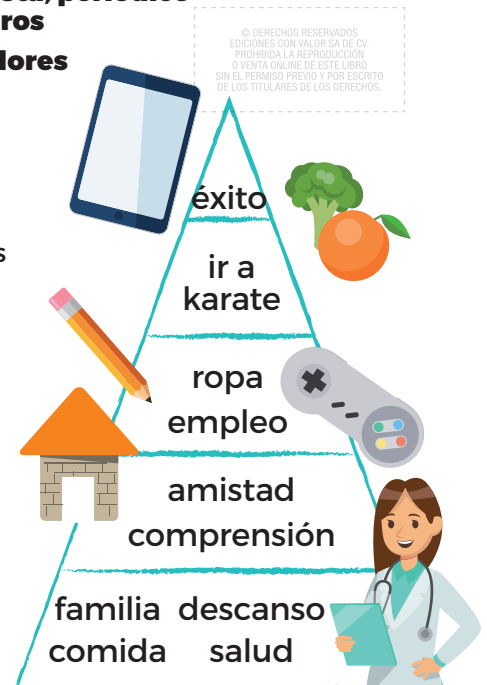 ros
lores
© DERECHOS RESERVADOS
EDICIONES CON VALOR SA DE CV.
PROHIBIDA LA REPRODUCCIÓN
O VENTA ONLINE DE ESTE LIBRO
SIN EL PERMISO PREVIO Y POR ESCRITO
DE LOS TITULARES DE LOS DERECHOS.
éxito
s
ir a
karate
ropa
empleo
amistad
comprensión
familia descanso
comida salud